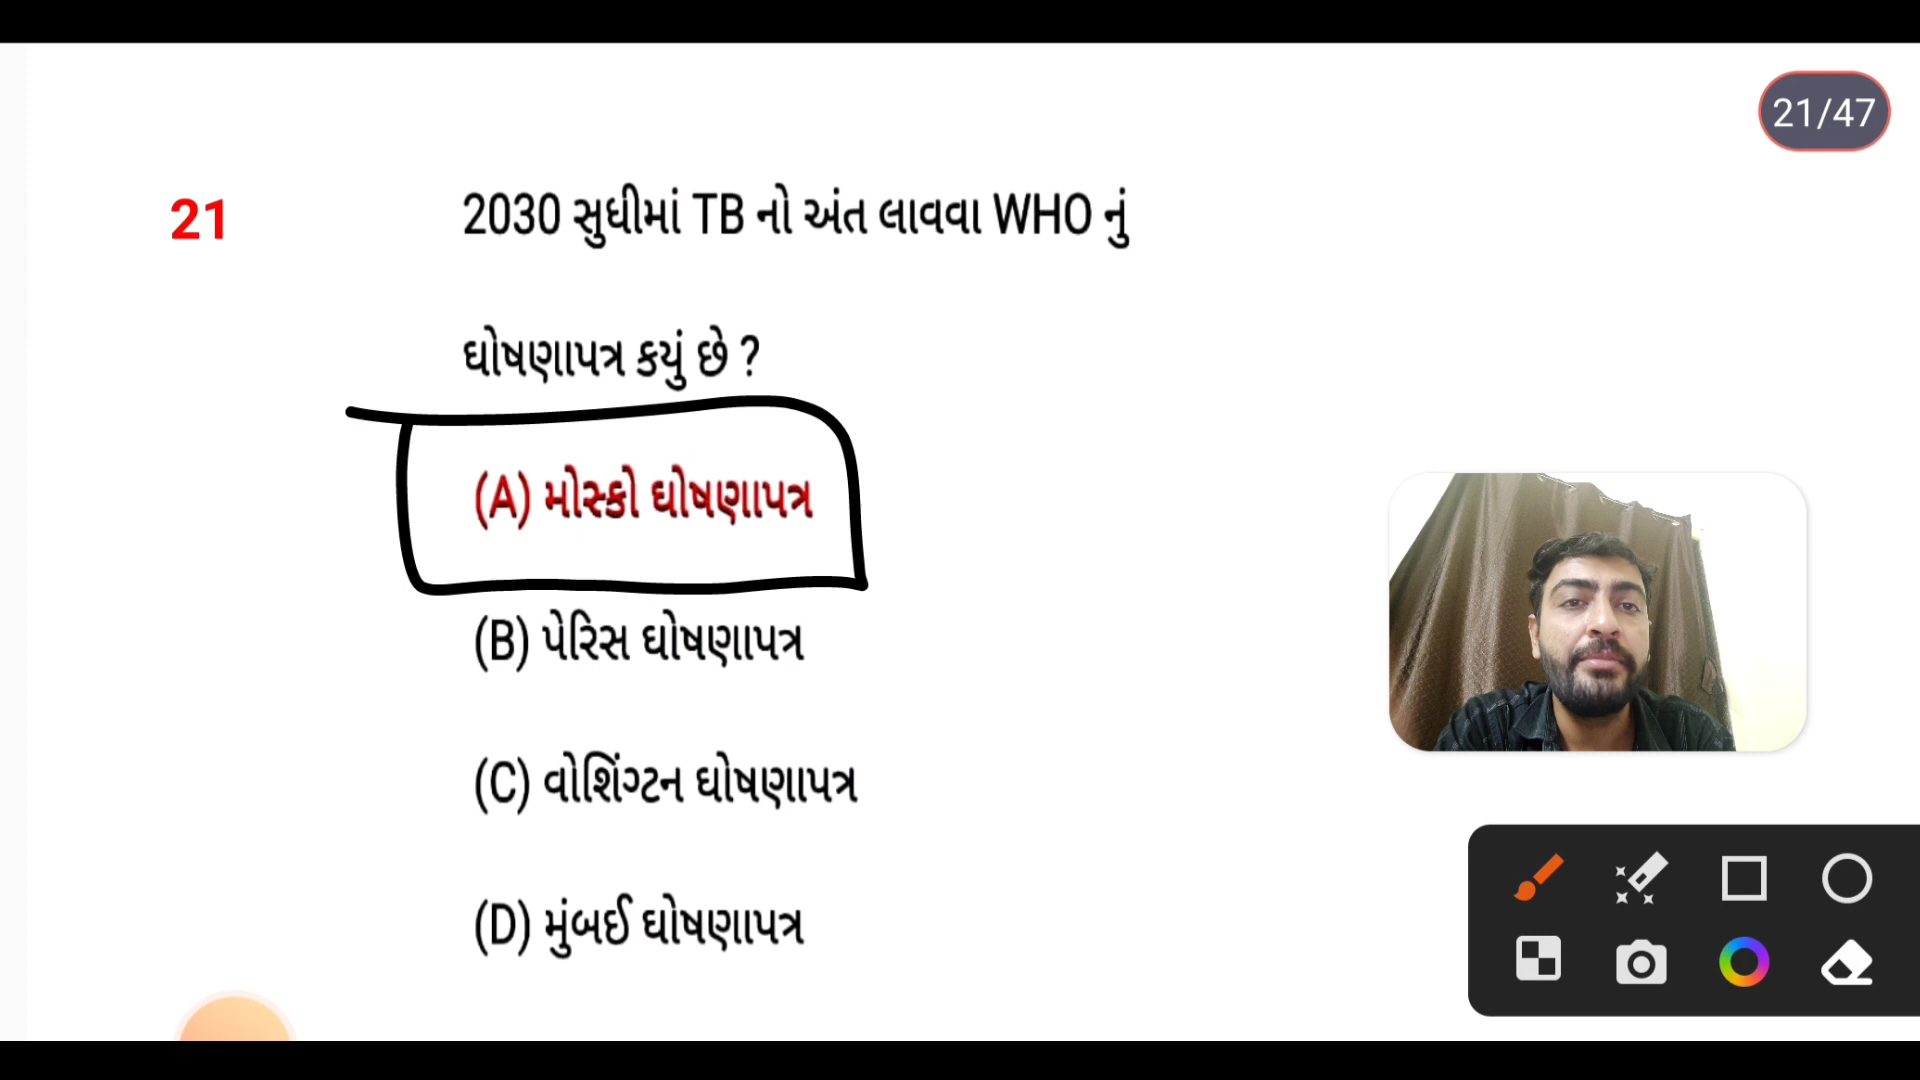 21/47
21
2030 સુધીમાં TB નો અંત લાવવા WHO નું
ઘોષણાપત્ર કયું છે ?
(A) મોસ્કો ઘોષણાપત્ર
(B) પેરિસ ઘોષણાપત્ર
(C) વોશિંગ્ટન ઘોષણાપત્ર
(D) મુંબઈ ઘોષણાપત્ર